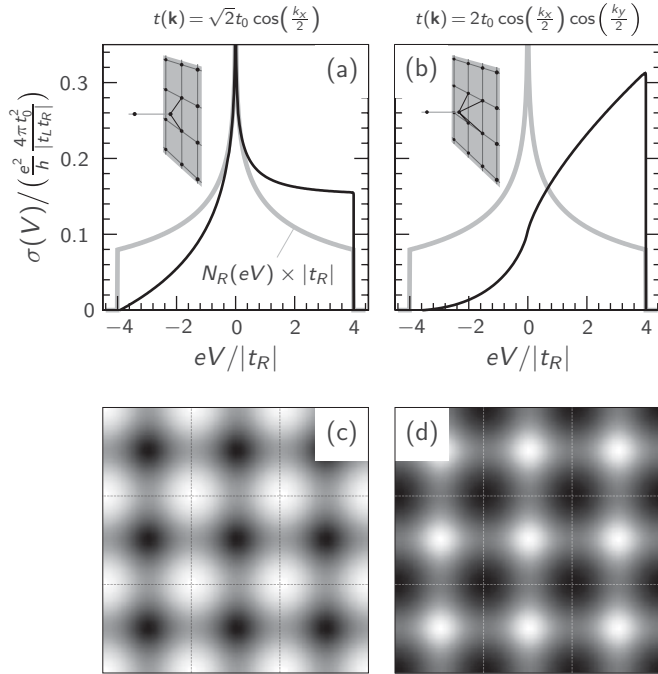 t(k) = √2t₀ cos(kₓ/2)
t(k) = 2t₀ cos(kₓ/2) cos(k_y/2)
σ(V)/(e²/h 4πt₀²/|t_L t_R|)
0.3
0.2
0.1
0
(a)
N_R(eV) × |t_R|
-4 -2 0 2 4
eV/|t_R|
(b)
-4 -2 0 2 4
eV/|t_R|
(c)
(d)